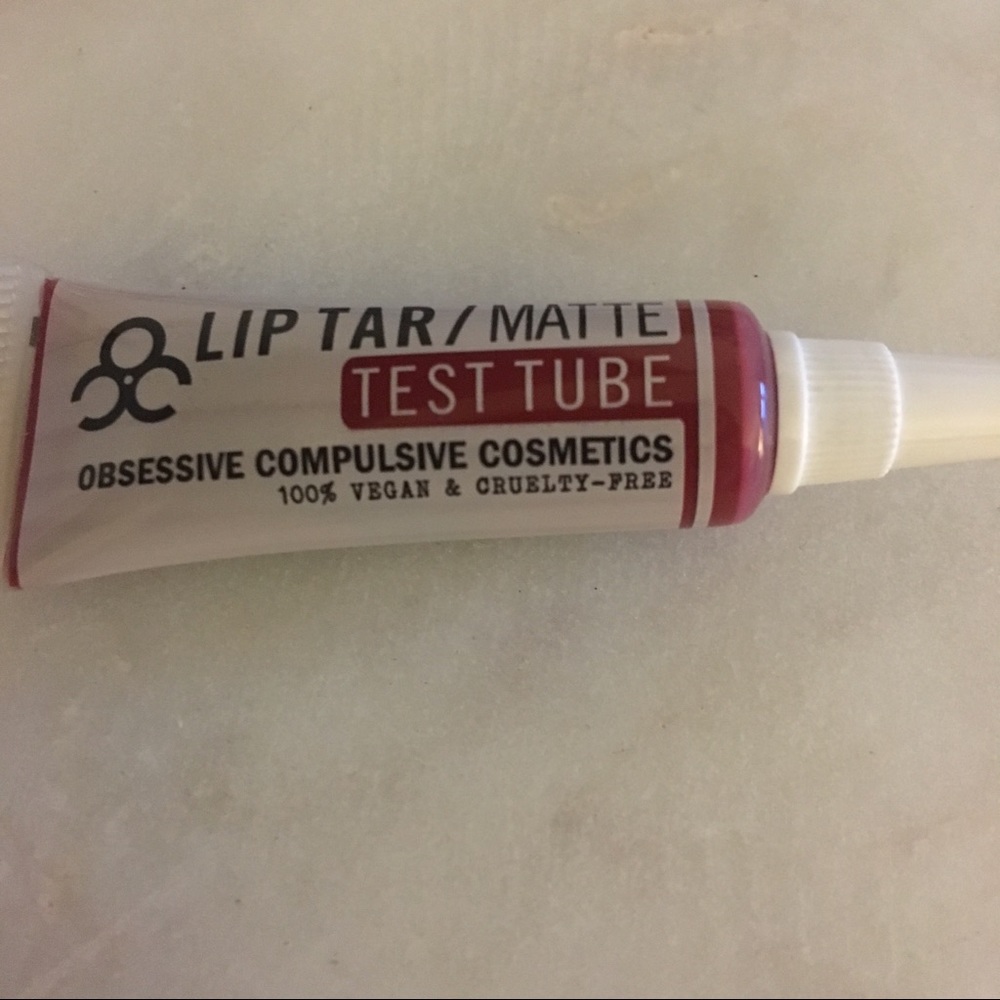 LIP TAR / MATTE
TEST TUBE
OBSESSIVE COMPULSIVE COSMETICS
100% VEGAN & CRUELTY-FREE